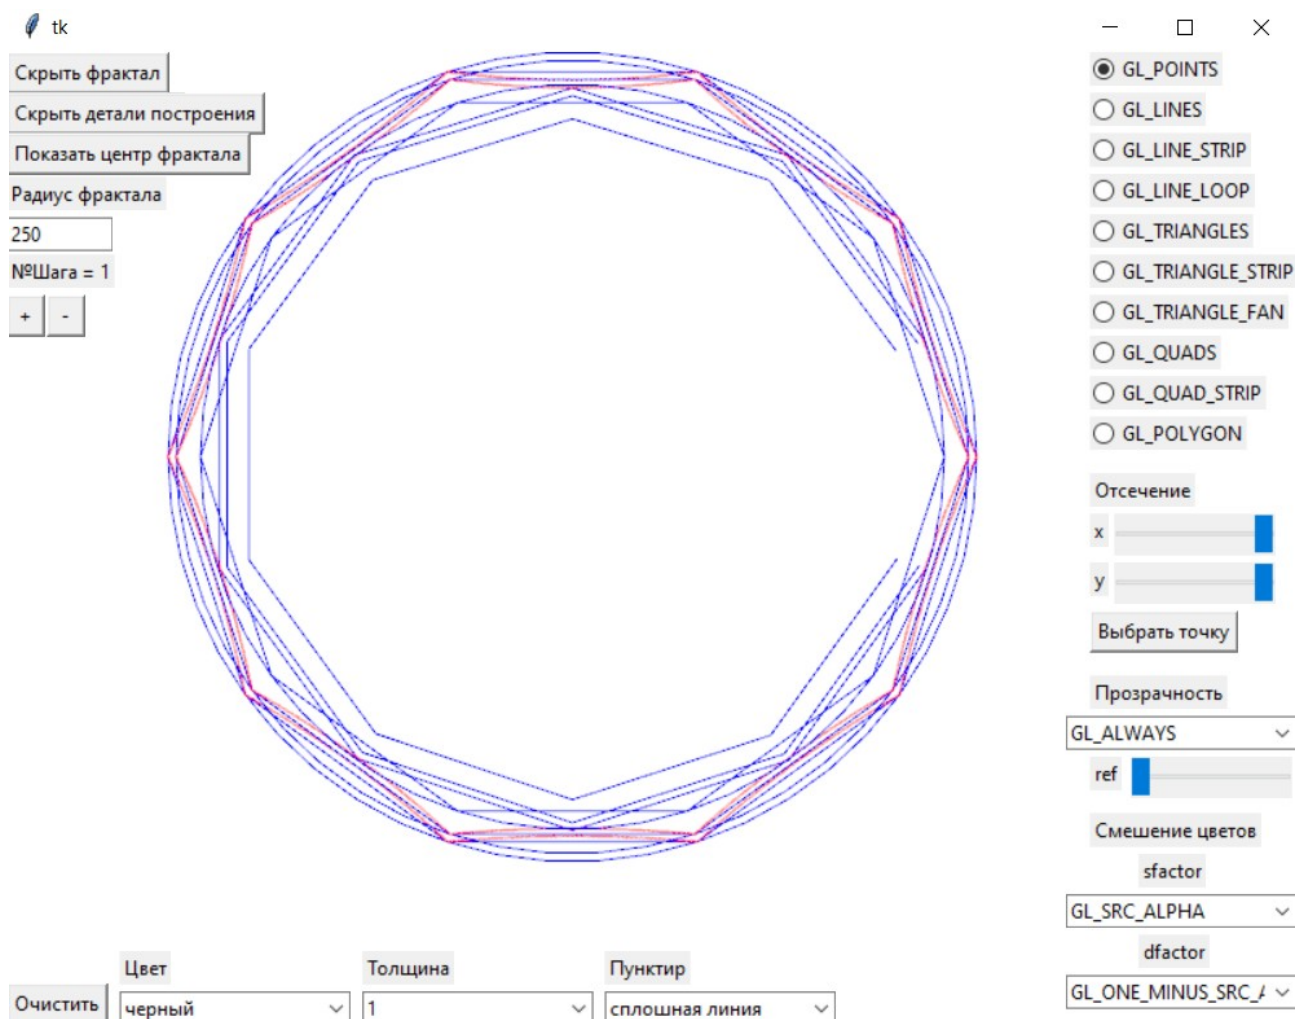 tk
Скрыть фрактал
Скрыть детали построения
Показать центр фрактала
Радиус фрактала
250
№Шага = 1
+ -
GL_POINTS
GL_LINES
GL_LINE_STRIP
GL_LINE_LOOP
GL_TRIANGLES
GL_TRIANGLE_STRIP
GL_TRIANGLE_FAN
GL_QUADS
GL_QUAD_STRIP
GL_POLYGON
Отсечение
x
y
Выбрать точку
Прозрачность
GL_ALWAYS
ref
Смешение цветов
sfactor
GL_SRC_ALPHA
dfactor
GL_ONE_MINUS_SRC_A
Цвет Толщина Пунктир
Очистить черный 1 сплошная линия